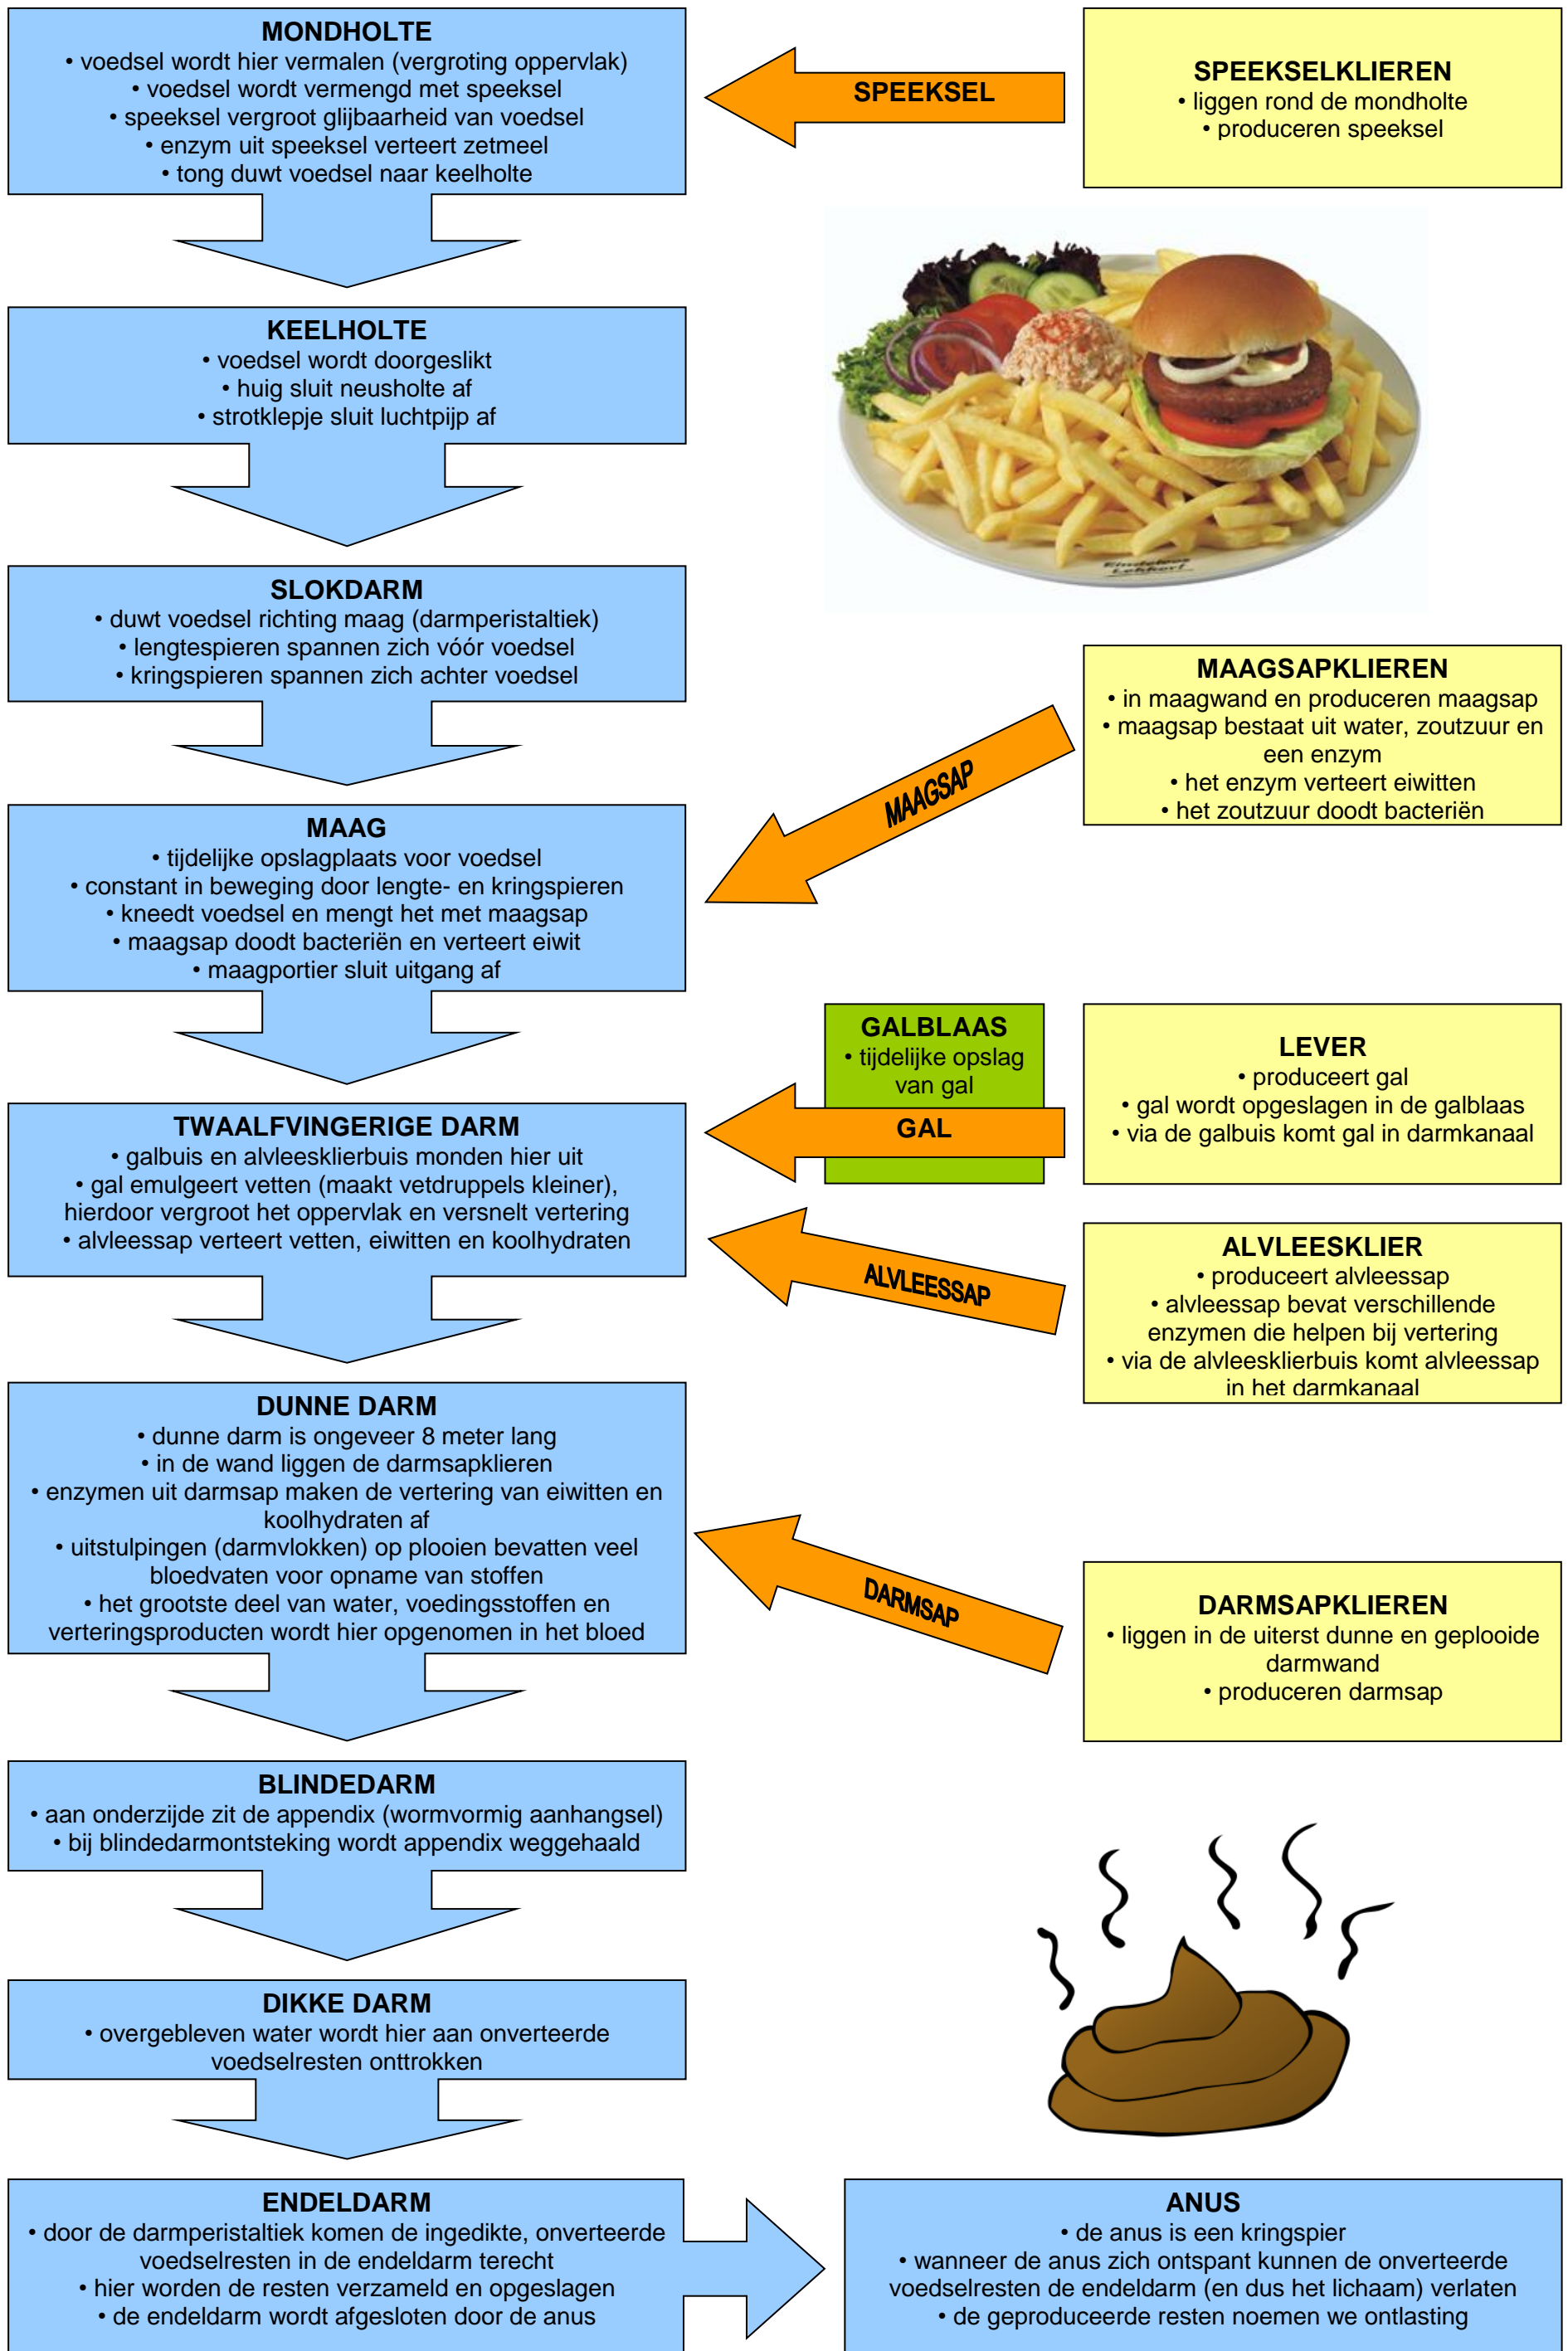 MONDHOLTE
• voedsel wordt hier vermalen (vergroting oppervlak)
• voedsel wordt vermengd met speeksel
• speeksel vergroot glijbaarheid van voedsel
• enzym uit speeksel verteert zetmeel
• tong duwt voedsel naar keelholte
SPEEKSEL
SPEEKSELKLIEREN
• liggen rond de mondholte
• produceren speeksel
KEELHOLTE
• voedsel wordt doorgeslikt
• huig sluit neusholte af
• strotklepje sluit luchtpijp af
Eindeloos
Lekker!
SLOKDARM
• duwt voedsel richting maag (darmperistaltiek)
• lengtespieren spannen zich vóór voedsel
• kringspieren spannen zich achter voedsel
MAAGSAPKLIEREN
• in maagwand en produceren maagsap
• maagsap bestaat uit water, zoutzuur en
een enzym
• het enzym verteert eiwitten
• het zoutzuur doodt bacteriën
MAAGSAP
MAAG
• tijdelijke opslagplaats voor voedsel
• constant in beweging door lengte- en kringspieren
• kneedt voedsel en mengt het met maagsap
• maagsap doodt bacteriën en verteert eiwit
• maagportier sluit uitgang af
GALBLAAS
• tijdelijke opslag
van gal
GAL
LEVER
• produceert gal
• gal wordt opgeslagen in de galblaas
• via de galbuis komt gal in darmkanaal
TWAALFVINGERIGE DARM
• galbuis en alvleesklierbuis monden hier uit
• gal emulgeert vetten (maakt vetdruppels kleiner),
hierdoor vergroot het oppervlak en versnelt vertering
• alvleessap verteert vetten, eiwitten en koolhydraten
ALVLEESSAP
ALVLEESKLIER
• produceert alvleessap
• alvleessap bevat verschillende
enzymen die helpen bij vertering
• via de alvleesklierbuis komt alvleessap
in het darmkanaal
DUNNE DARM
• dunne darm is ongeveer 8 meter lang
• in de wand liggen de darmsapklieren
• enzymen uit darmsap maken de vertering van eiwitten en
koolhydraten af
• uitstulpingen (darmvlokken) op plooien bevatten veel
bloedvaten voor opname van stoffen
• het grootste deel van water, voedingsstoffen en
verteringsproducten wordt hier opgenomen in het bloed
DARMSAP
DARMSAPKLIEREN
• liggen in de uiterst dunne en geplooide
darmwand
• produceren darmsap
BLINDEDARM
• aan onderzijde zit de appendix (wormvormig aanhangsel)
• bij blindedarmontsteking wordt appendix weggehaald
DIKKE DARM
• overgebleven water wordt hier aan onverteerde
voedselresten onttrokken
ENDELDARM
• door de darmperistaltiek komen de ingedikte, onverteerde
voedselresten in de endeldarm terecht
• hier worden de resten verzameld en opgeslagen
• de endeldarm wordt afgesloten door de anus
ANUS
• de anus is een kringspier
• wanneer de anus zich ontspant kunnen de onverteerde
voedselresten de endeldarm (en dus het lichaam) verlaten
• de geproduceerde resten noemen we ontlasting